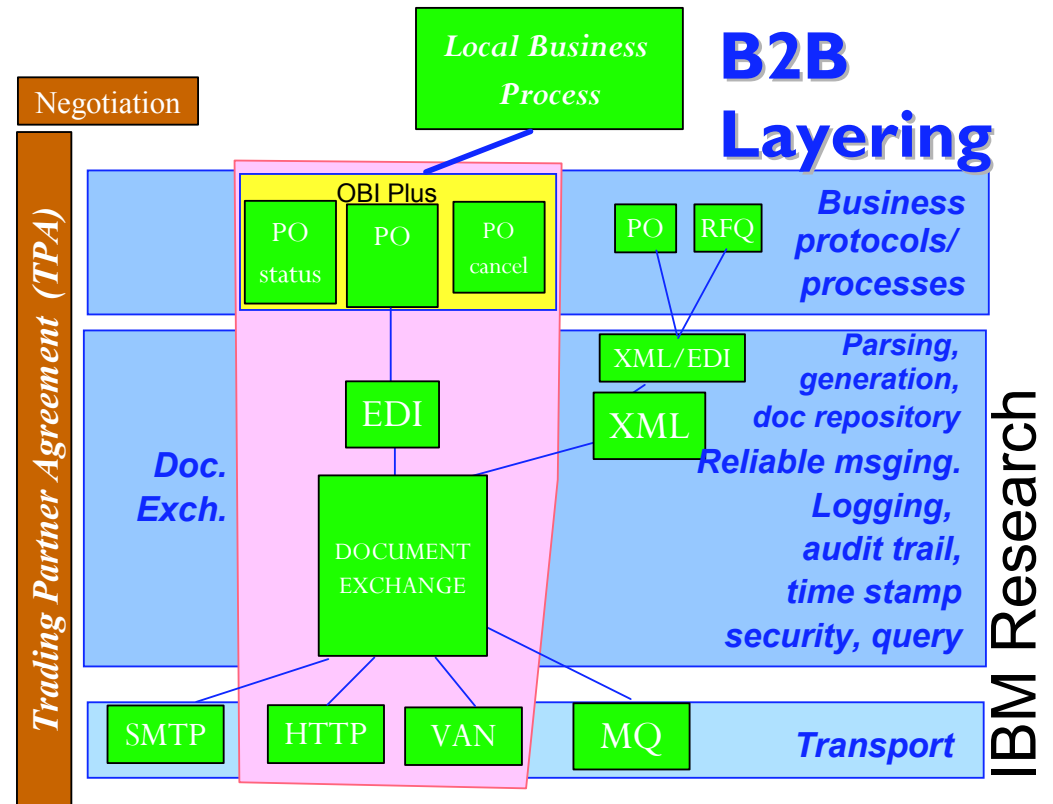 Local Business
Process
B2B
Layering
Negotiation
Trading Partner Agreement (TPA)
OBI Plus
PO
status
PO
PO
cancel
PO
RFQ
Business
protocols/
processes
XML/EDI
Parsing,
generation,
doc repository
EDI
XML
Doc.
Exch.
Reliable msging.
Logging,
audit trail,
time stamp
security, query
DOCUMENT
EXCHANGE
SMTP
HTTP
VAN
MQ
Transport
IBM Research